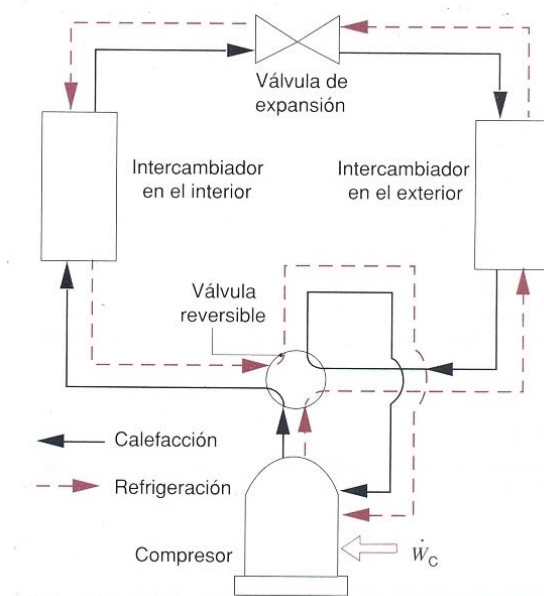 Válvula de
expansión
Intercambiador
en el interior
Intercambiador
en el exterior
Válvula
reversible
Calefacción
Refrigeración
Compresor
Ẇ_C